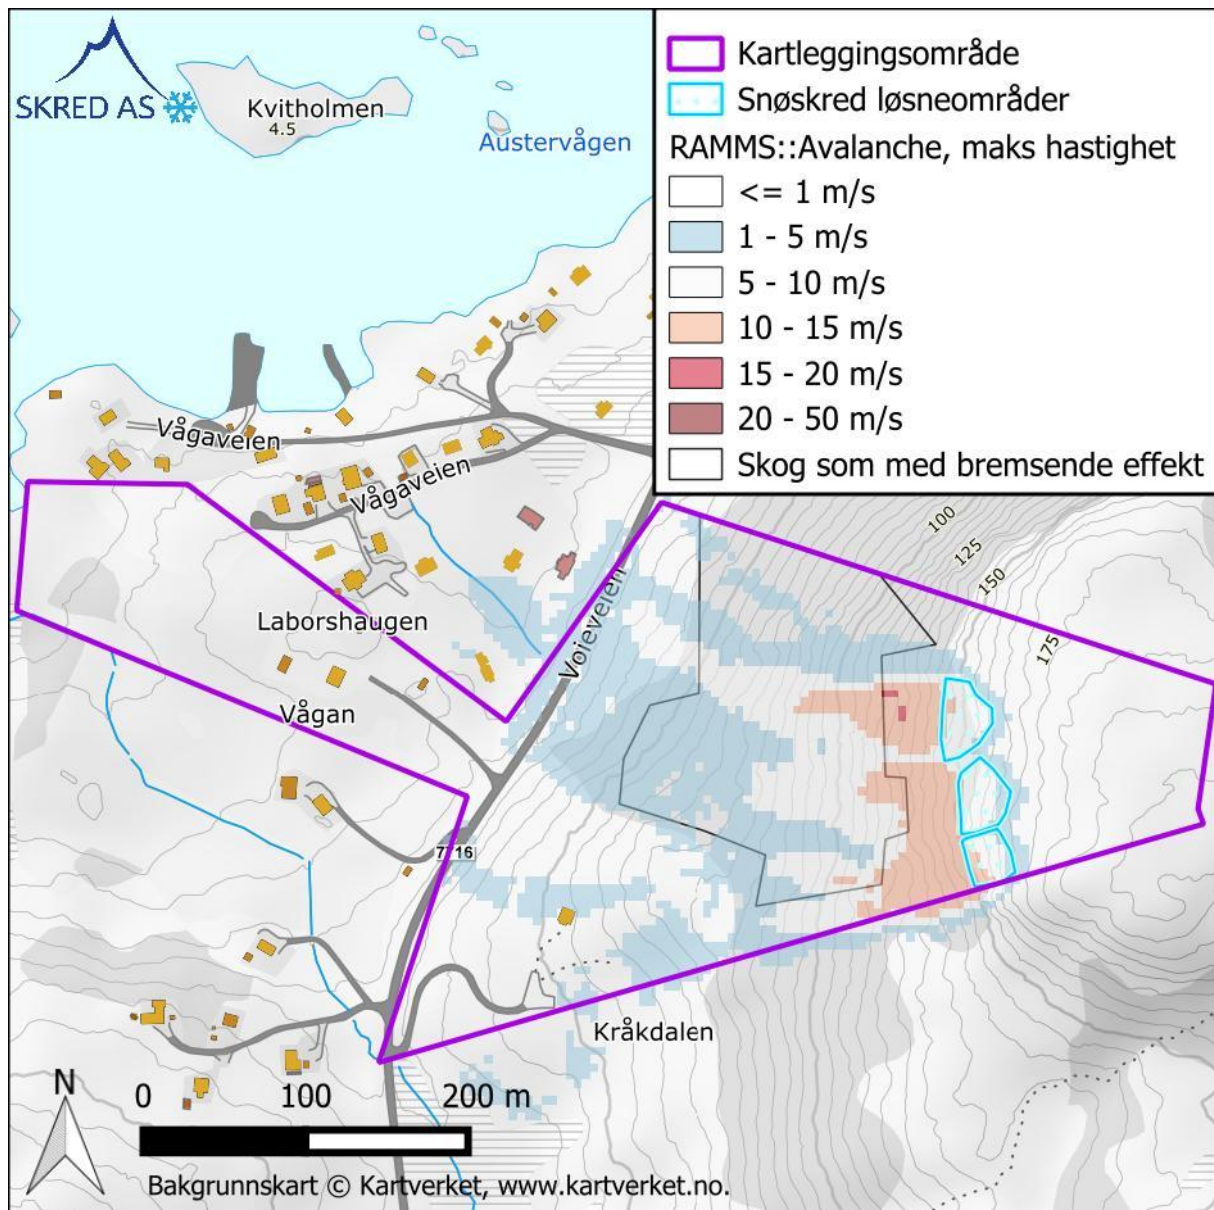 SKRED AS
Kvitholmen
4.5
Austervågen
Kartleggingsområde
Snøskred løsneområder
RAMMS::Avalanche, maks hastighet
<= 1 m/s
1 - 5 m/s
5 - 10 m/s
10 - 15 m/s
15 - 20 m/s
20 - 50 m/s
Skog som med bremsende effekt
Vågaveien
Vågaveien
100
125
150
175
Voieveien
Laborshaugen
Vågan
7716
Kråkdalen
N
0 100 200 m
Bakgrunnskart © Kartverket, www.kartverket.no.